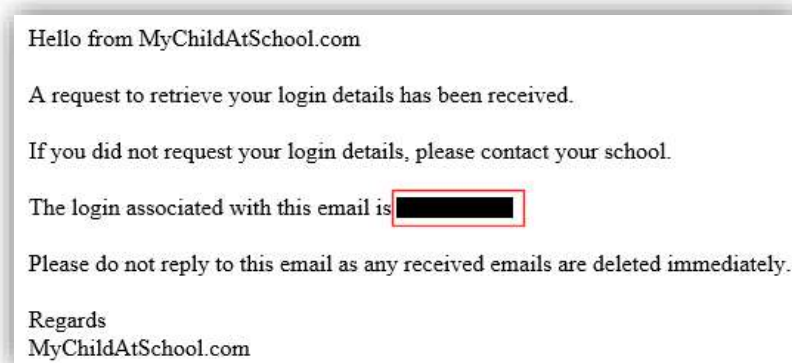 Hello from MyChildAtSchool.com
A request to retrieve your login details has been received.
If you did not request your login details, please contact your school.
The login associated with this email is
Please do not reply to this email as any received emails are deleted immediately.
Regards
MyChildAtSchool.com